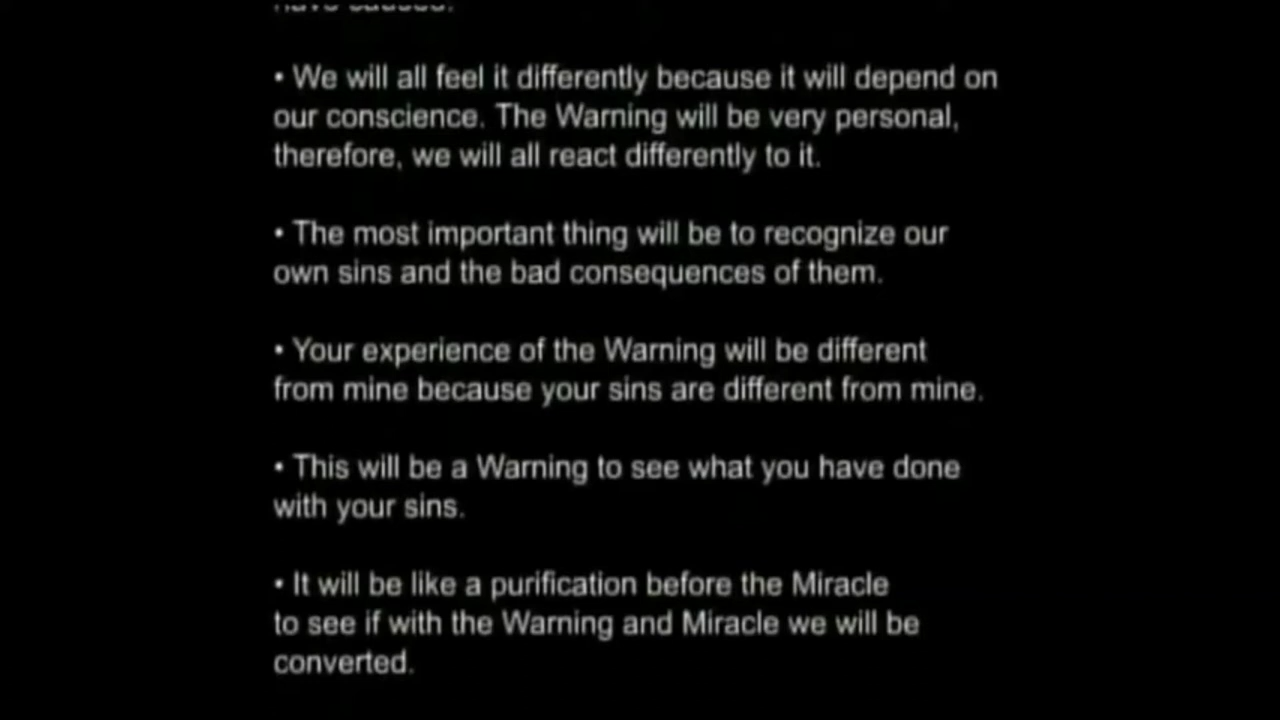 • We will all feel it differently because it will depend on
our conscience. The Warning will be very personal,
therefore, we will all react differently to it.
• The most important thing will be to recognize our
own sins and the bad consequences of them.
• Your experience of the Warning will be different
from mine because your sins are different from mine.
• This will be a Warning to see what you have done
with your sins.
• It will be like a purification before the Miracle
to see if with the Warning and Miracle we will be
converted.